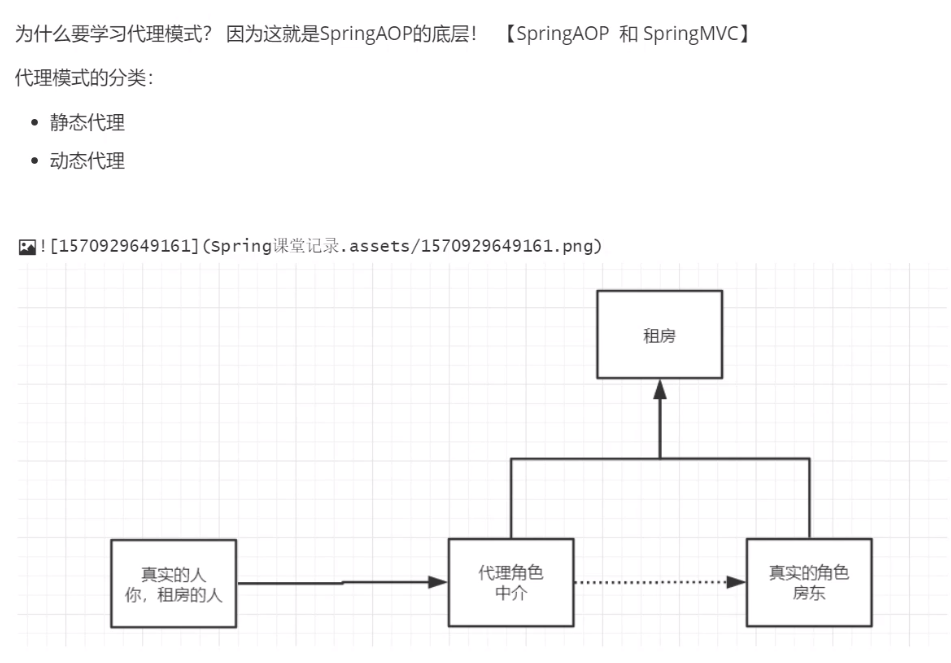 为什么要学习代理模式？ 因为这就是SpringAOP的底层！ 【SpringAOP 和 SpringMVC】
代理模式的分类：
• 静态代理
• 动态代理
![1570929649161](Spring课堂记录.assets/1570929649161.png)
租房
真实的人
你，租房的人
代理角色
中介
真实的角色
房东